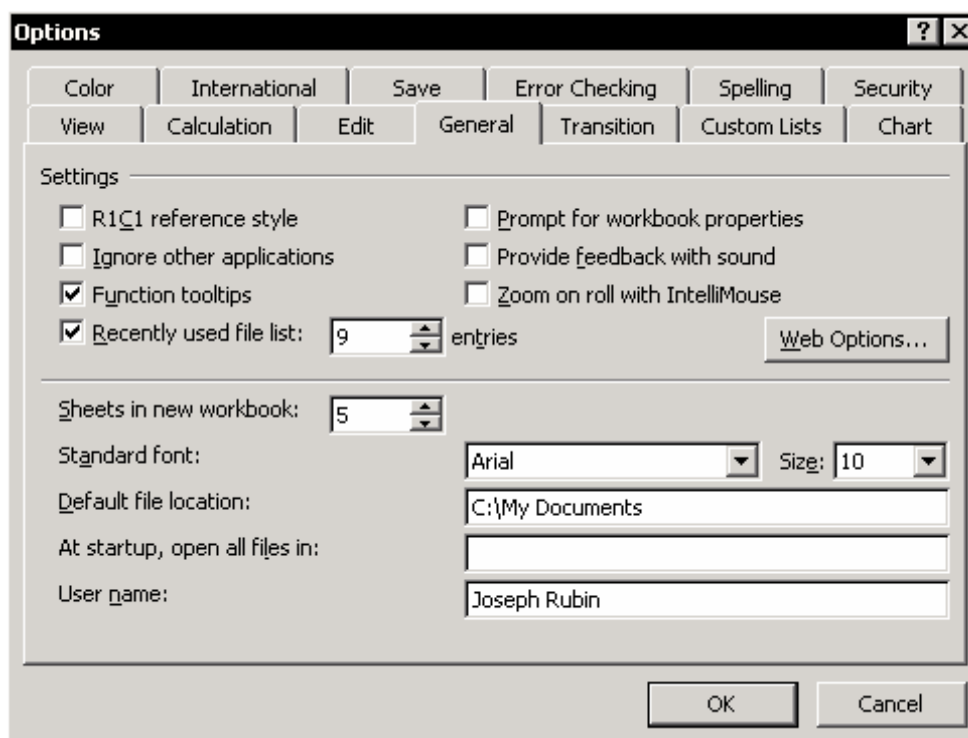 Options
Color International Save Error Checking Spelling Security
View Calculation Edit General Transition Custom Lists Chart
Settings
R1C1 reference style Prompt for workbook properties
Ignore other applications Provide feedback with sound
Function tooltips Zoom on roll with IntelliMouse
Recently used file list: 9 entries Web Options...
Sheets in new workbook: 5
Standard font: Arial Size: 10
Default file location: C:\My Documents
At startup, open all files in:
User name: Joseph Rubin
OK Cancel